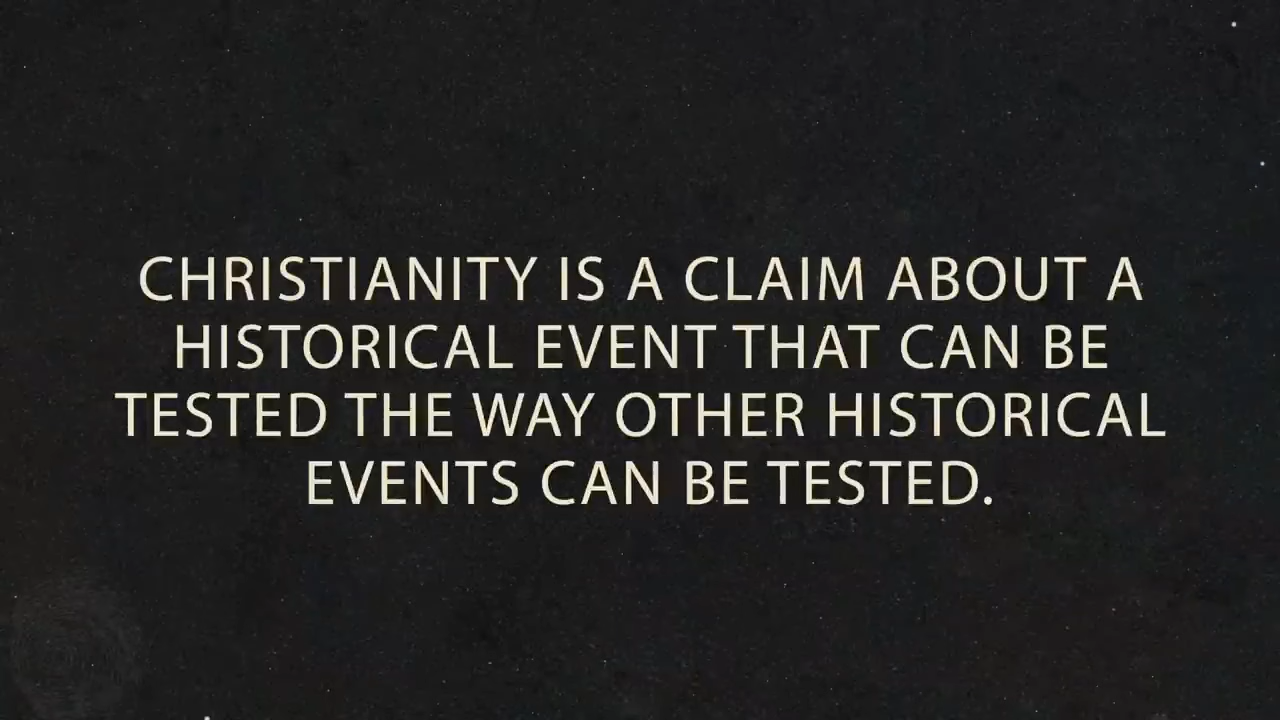 CHRISTIANITY IS A CLAIM ABOUT A
HISTORICAL EVENT THAT CAN BE
TESTED THE WAY OTHER HISTORICAL
EVENTS CAN BE TESTED.